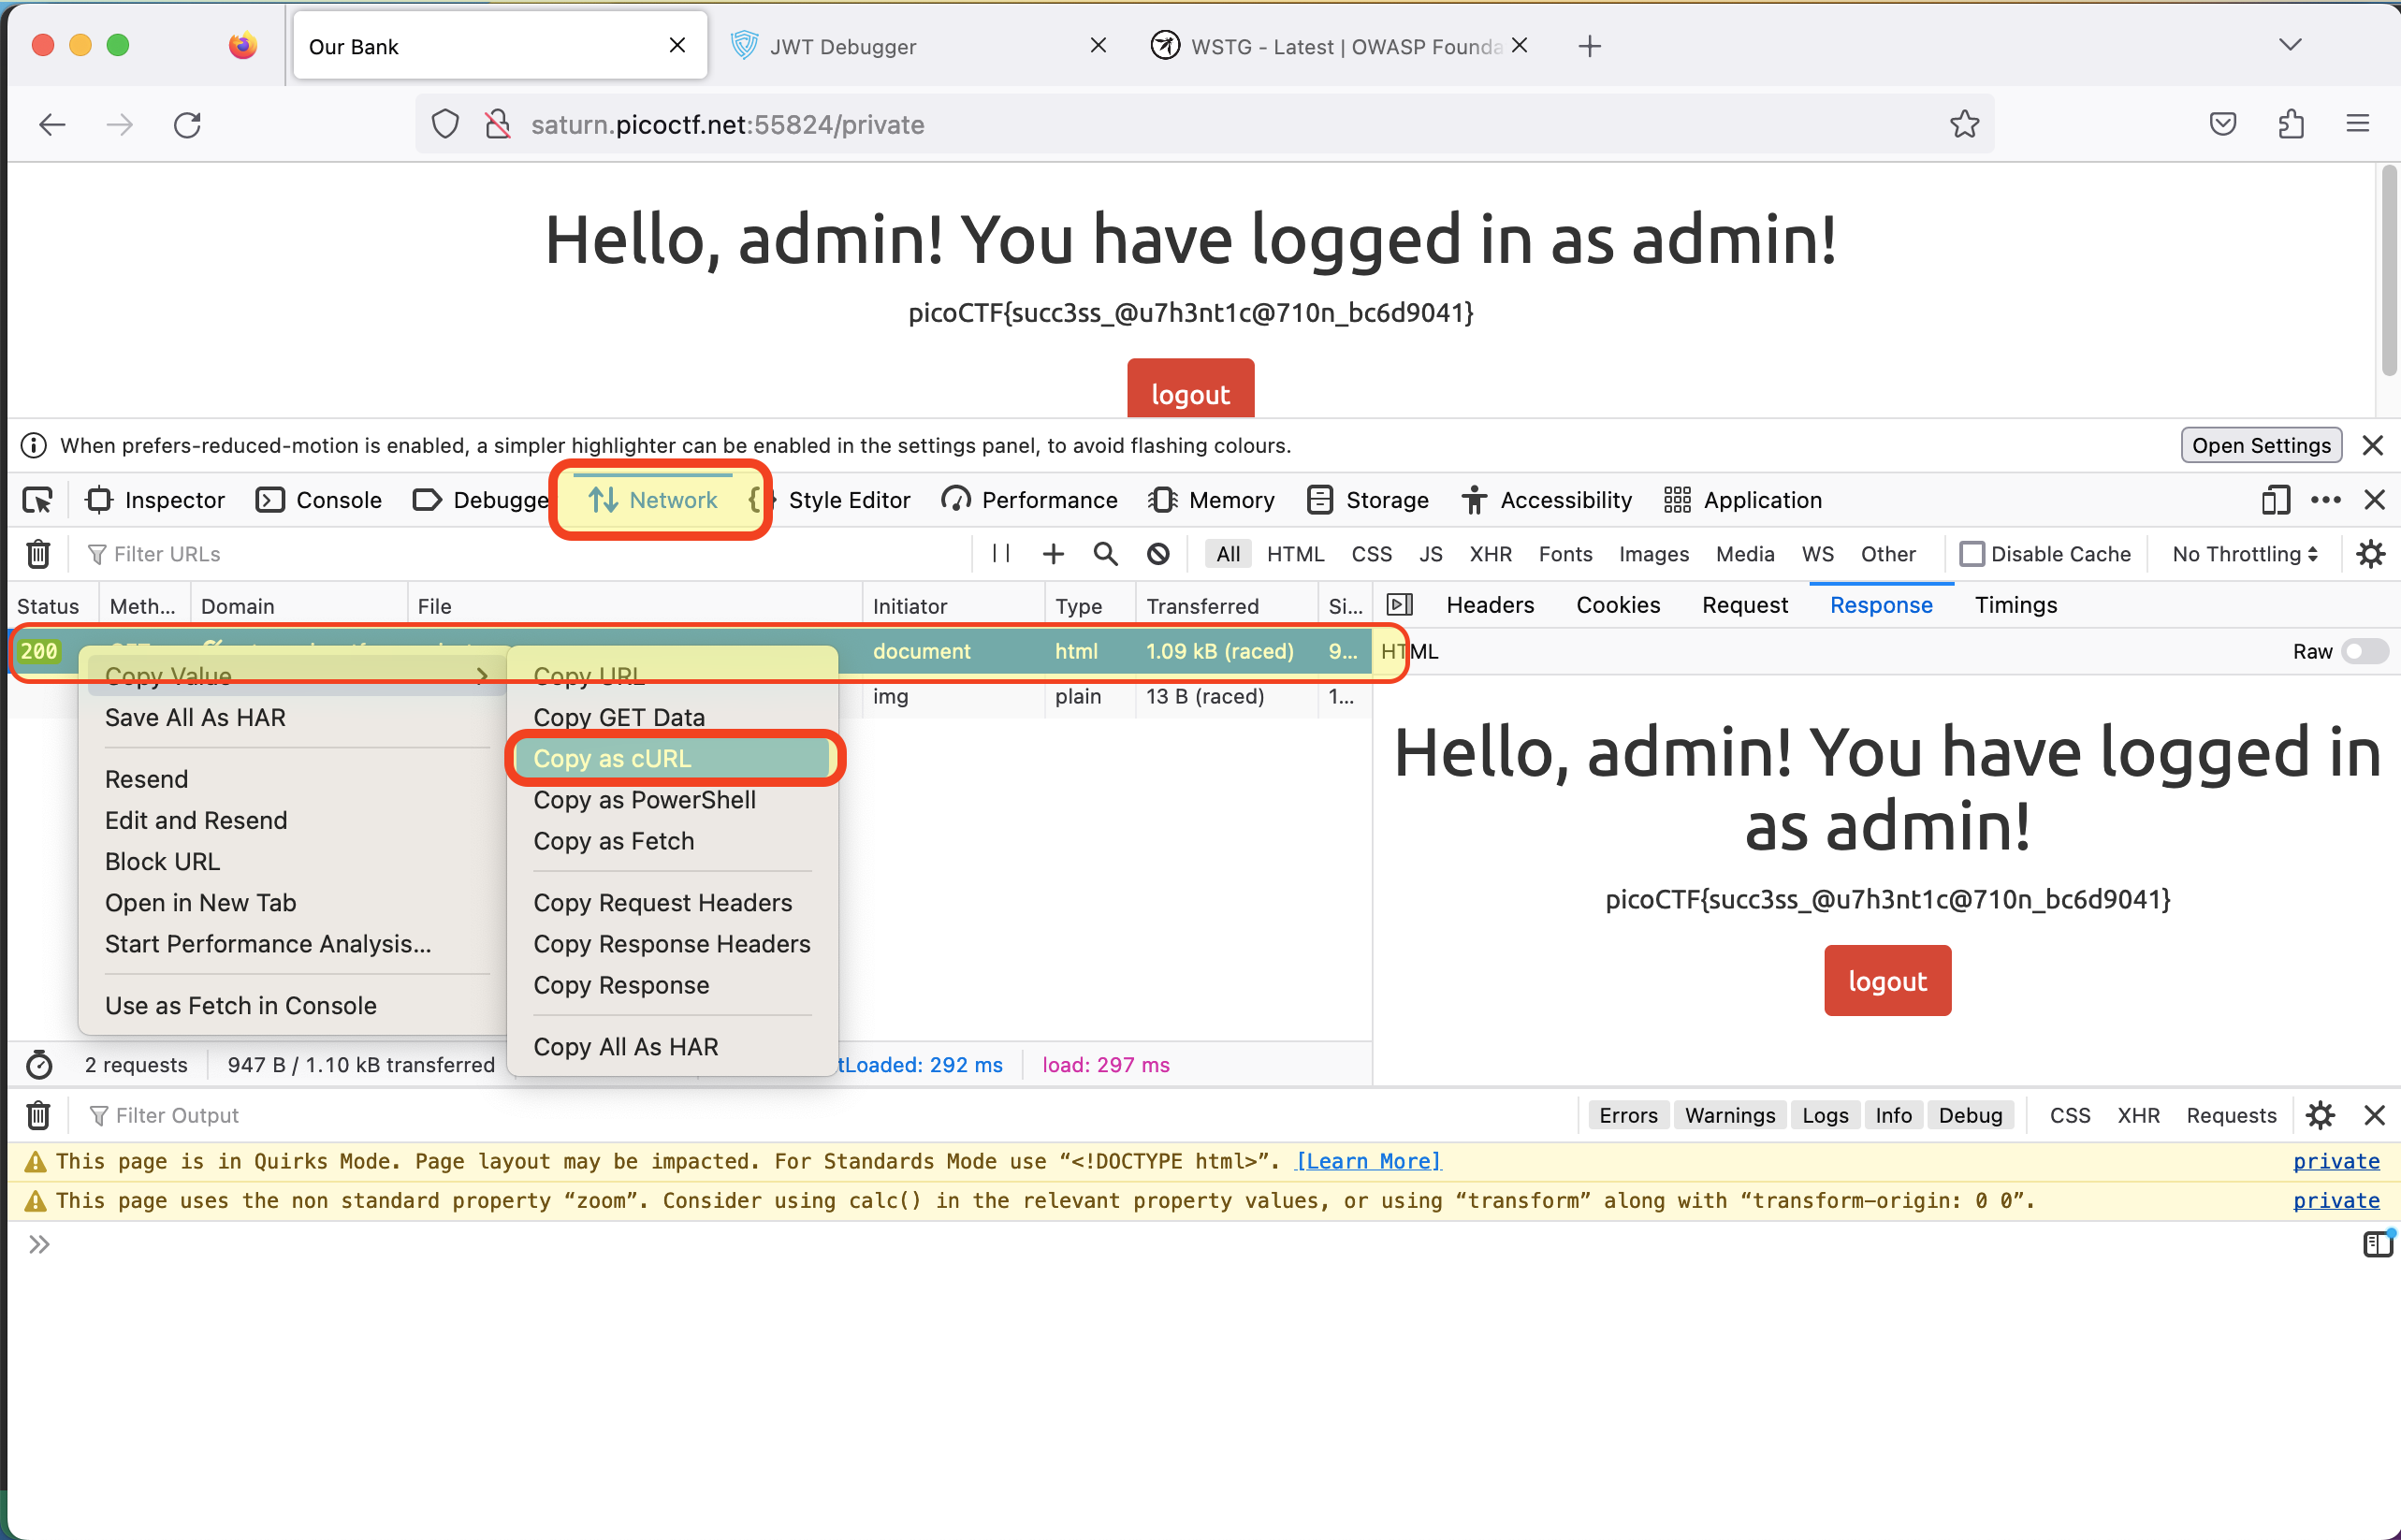 Our Bank
JWT Debugger
WSTG - Latest | OWASP Founda
saturn.picoctf.net:55824/private
Hello, admin! You have logged in as admin!
picoCTF{succ3ss_@u7h3nt1c@710n_bc6d9041}
logout
When prefers-reduced-motion is enabled, a simpler highlighter can be enabled in the settings panel, to avoid flashing colours.
Open Settings
Inspector Console Debugge Network Style Editor Performance Memory Storage Accessibility Application
Filter URLs
All HTML CSS JS XHR Fonts Images Media WS Other Disable Cache No Throttling
Status Meth... Domain File Initiator Type Transferred Si...
Headers Cookies Request Response Timings
200 document html 1.09 kB (raced) 9...
HTML Raw
img plain 13 B (raced) 1...
Copy Value
Save All As HAR
Resend
Edit and Resend
Block URL
Open in New Tab
Start Performance Analysis...
Use as Fetch in Console
Copy URL
Copy GET Data
Copy as cURL
Copy as PowerShell
Copy as Fetch
Copy Request Headers
Copy Response Headers
Copy Response
Copy All As HAR
Hello, admin! You have logged in
as admin!
picoCTF{succ3ss_@u7h3nt1c@710n_bc6d9041}
logout
2 requests 947 B / 1.10 kB transferred tLoaded: 292 ms load: 297 ms
Filter Output
Errors Warnings Logs Info Debug CSS XHR Requests
This page is in Quirks Mode. Page layout may be impacted. For Standards Mode use “<!DOCTYPE html>”. [Learn More] private
This page uses the non standard property “zoom”. Consider using calc() in the relevant property values, or using “transform” along with “transform-origin: 0 0”. private